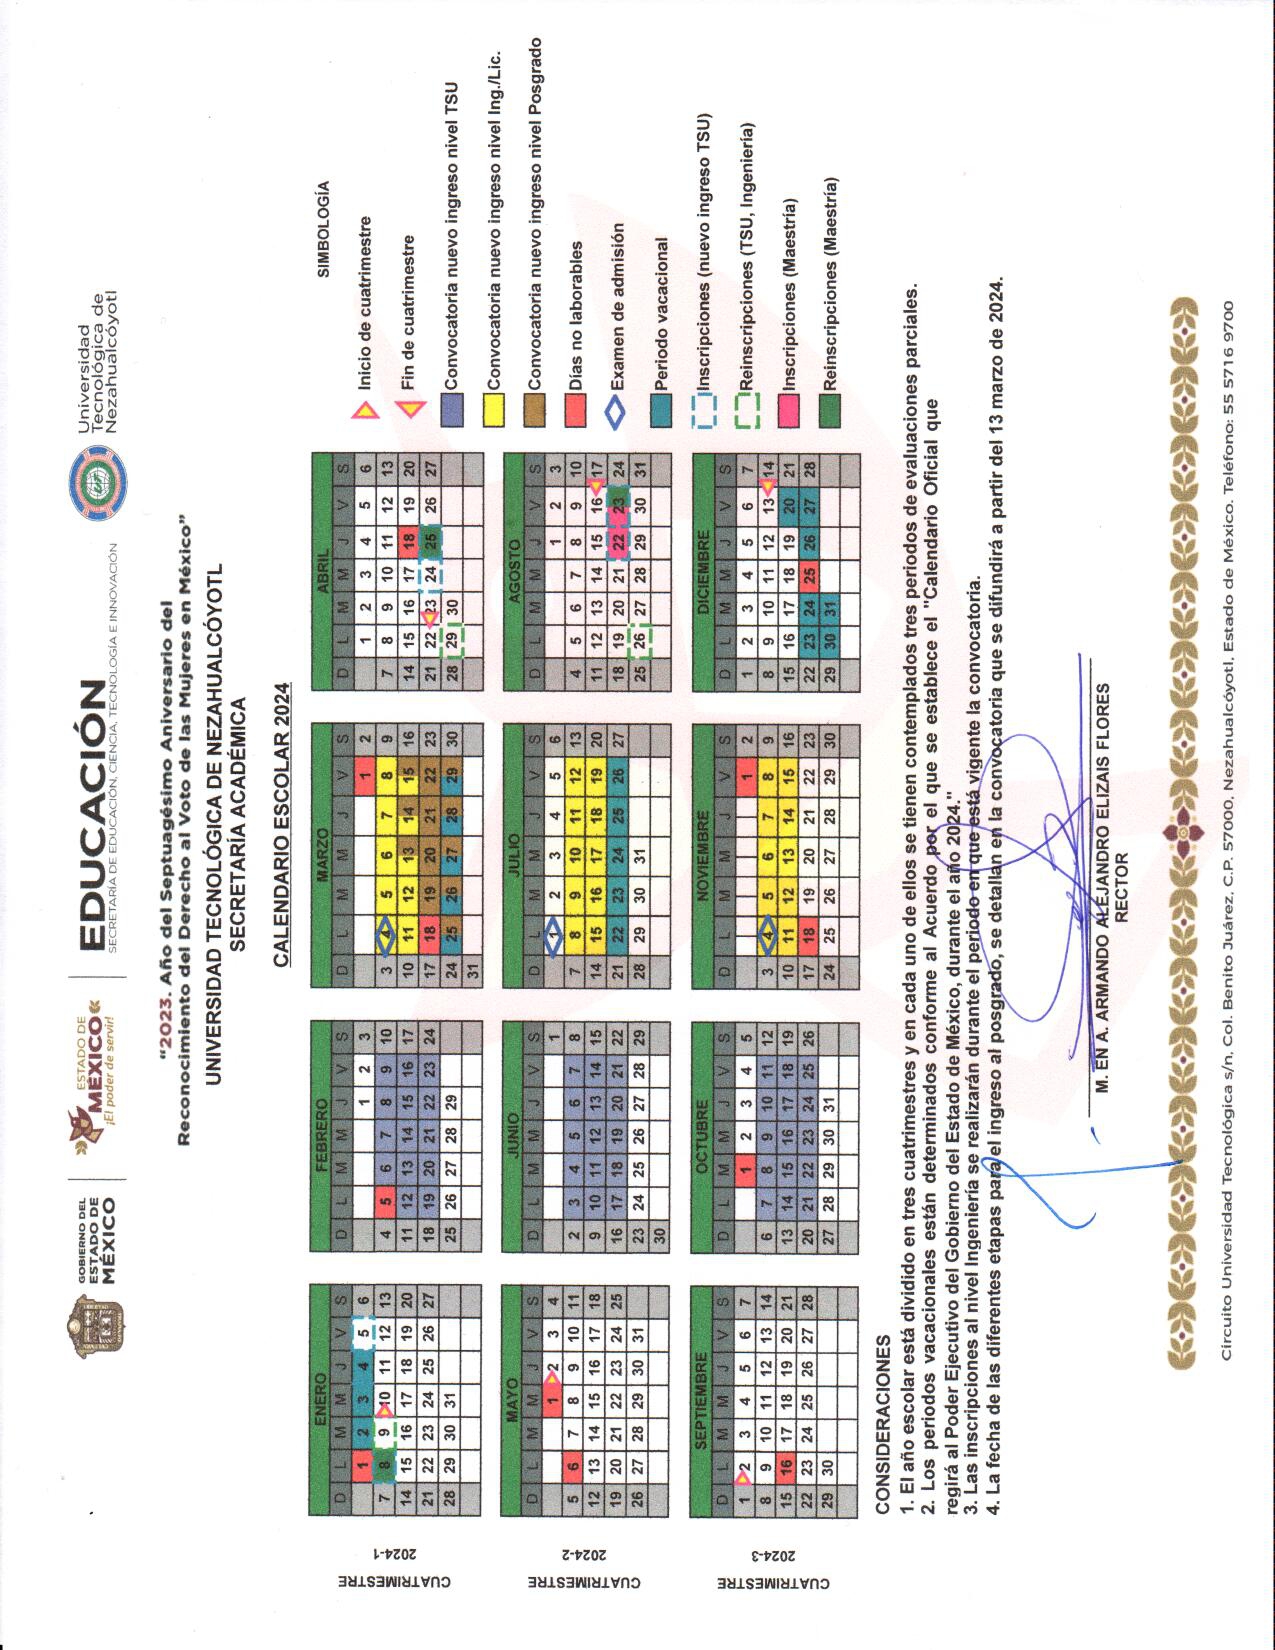 GOBIERNO DEL
ESTADO DE
MÉXICO
ESTADO DE
MÉXICO
¡El poder de servir!
EDUCACIÓN
SECRETARÍA DE EDUCACIÓN, CIENCIA, TECNOLOGÍA E INNOVACIÓN
Universidad
Tecnológica de
Nezahualcóyotl
"2023. Año del Septuagésimo Aniversario del
Reconocimiento del Derecho al Voto de las Mujeres en México"
UNIVERSIDAD TECNOLÓGICA DE NEZAHUALCÓYOTL
SECRETARÍA ACADÉMICA
CALENDARIO ESCOLAR 2024
CUATRIMESTRE
2024-1
ENERO
D L M M J V S
1 2 3 4 5 6
7 8 9 10 11 12 13
14 15 16 17 18 19 20
21 22 23 24 25 26 27
28 29 30 31
FEBRERO
D L M M J V S
1 2 3
4 5 6 7 8 9 10
11 12 13 14 15 16 17
18 19 20 21 22 23 24
25 26 27 28 29
MARZO
D L M M J V S
1 2
3 4 5 6 7 8 9
10 11 12 13 14 15 16
17 18 19 20 21 22 23
24 25 26 27 28 29 30
31
ABRIL
D L M M J V S
1 2 3 4 5 6
7 8 9 10 11 12 13
14 15 16 17 18 19 20
21 22 23 24 25 26 27
28 29 30
CUATRIMESTRE
2024-2
MAYO
D L M M J V S
1 2 3 4
5 6 7 8 9 10 11
12 13 14 15 16 17 18
19 20 21 22 23 24 25
26 27 28 29 30 31
JUNIO
D L M M J V S
1
2 3 4 5 6 7 8
9 10 11 12 13 14 15
16 17 18 19 20 21 22
23 24 25 26 27 28 29
30
JULIO
D L M M J V S
2 3 4 5 6
7 8 9 10 11 12 13
14 15 16 17 18 19 20
21 22 23 24 25 26 27
28 29 30 31
AGOSTO
D L M M J V S
1 2 3
4 5 6 7 8 9 10
11 12 13 14 15 16 17
18 19 20 21 22 23 24
25 26 27 28 29 30 31
CUATRIMESTRE
2024-3
SEPTIEMBRE
D L M M J V S
1 2 3 4 5 6 7
8 9 10 11 12 13 14
15 16 17 18 19 20 21
22 23 24 25 26 27 28
29 30
OCTUBRE
D L M M J V S
1 2 3 4 5
6 7 8 9 10 11 12
13 14 15 16 17 18 19
20 21 22 23 24 25 26
27 28 29 30 31
NOVIEMBRE
D L M M J V S
1 2
3 4 5 6 7 8 9
10 11 12 13 14 15 16
17 18 19 20 21 22 23
24 25 26 27 28 29 30
DICIEMBRE
D L M M J V S
1 2 3 4 5 6 7
8 9 10 11 12 13 14
15 16 17 18 19 20 21
22 23 24 25 26 27 28
29 30 31
SIMBOLOGÍA
Inicio de cuatrimestre
Fin de cuatrimestre
Convocatoria nuevo ingreso nivel TSU
Convocatoria nuevo ingreso nivel Ing./Lic.
Convocatoria nuevo ingreso nivel Posgrado
Días no laborables
Examen de admisión
Periodo vacacional
Inscripciones (nuevo ingreso TSU)
Reinscripciones (TSU, Ingeniería)
Inscripciones (Maestría)
Reinscripciones (Maestría)
CONSIDERACIONES
1. El año escolar está dividido en tres cuatrimestres y en cada uno de ellos se tienen contemplados tres periodos de evaluaciones parciales.
2. Los periodos vacacionales están determinados conforme al Acuerdo por el que se establece el "Calendario Oficial que
regirá al Poder Ejecutivo del Gobierno del Estado de México, durante el año 2024."
3. Las inscripciones al nivel Ingeniería se realizarán durante el periodo en que está vigente la convocatoria.
4. La fecha de las diferentes etapas para el ingreso al posgrado, se detallan en la convocatoria que se difundirá a partir del 13 marzo de 2024.
M. EN A. ARMANDO ALEJANDRO ELIZAIS FLORES
RECTOR
Circuito Universidad Tecnológica s/n, Col. Benito Juárez, C.P. 57000, Nezahualcóyotl, Estado de México. Teléfono: 55 5716 9700